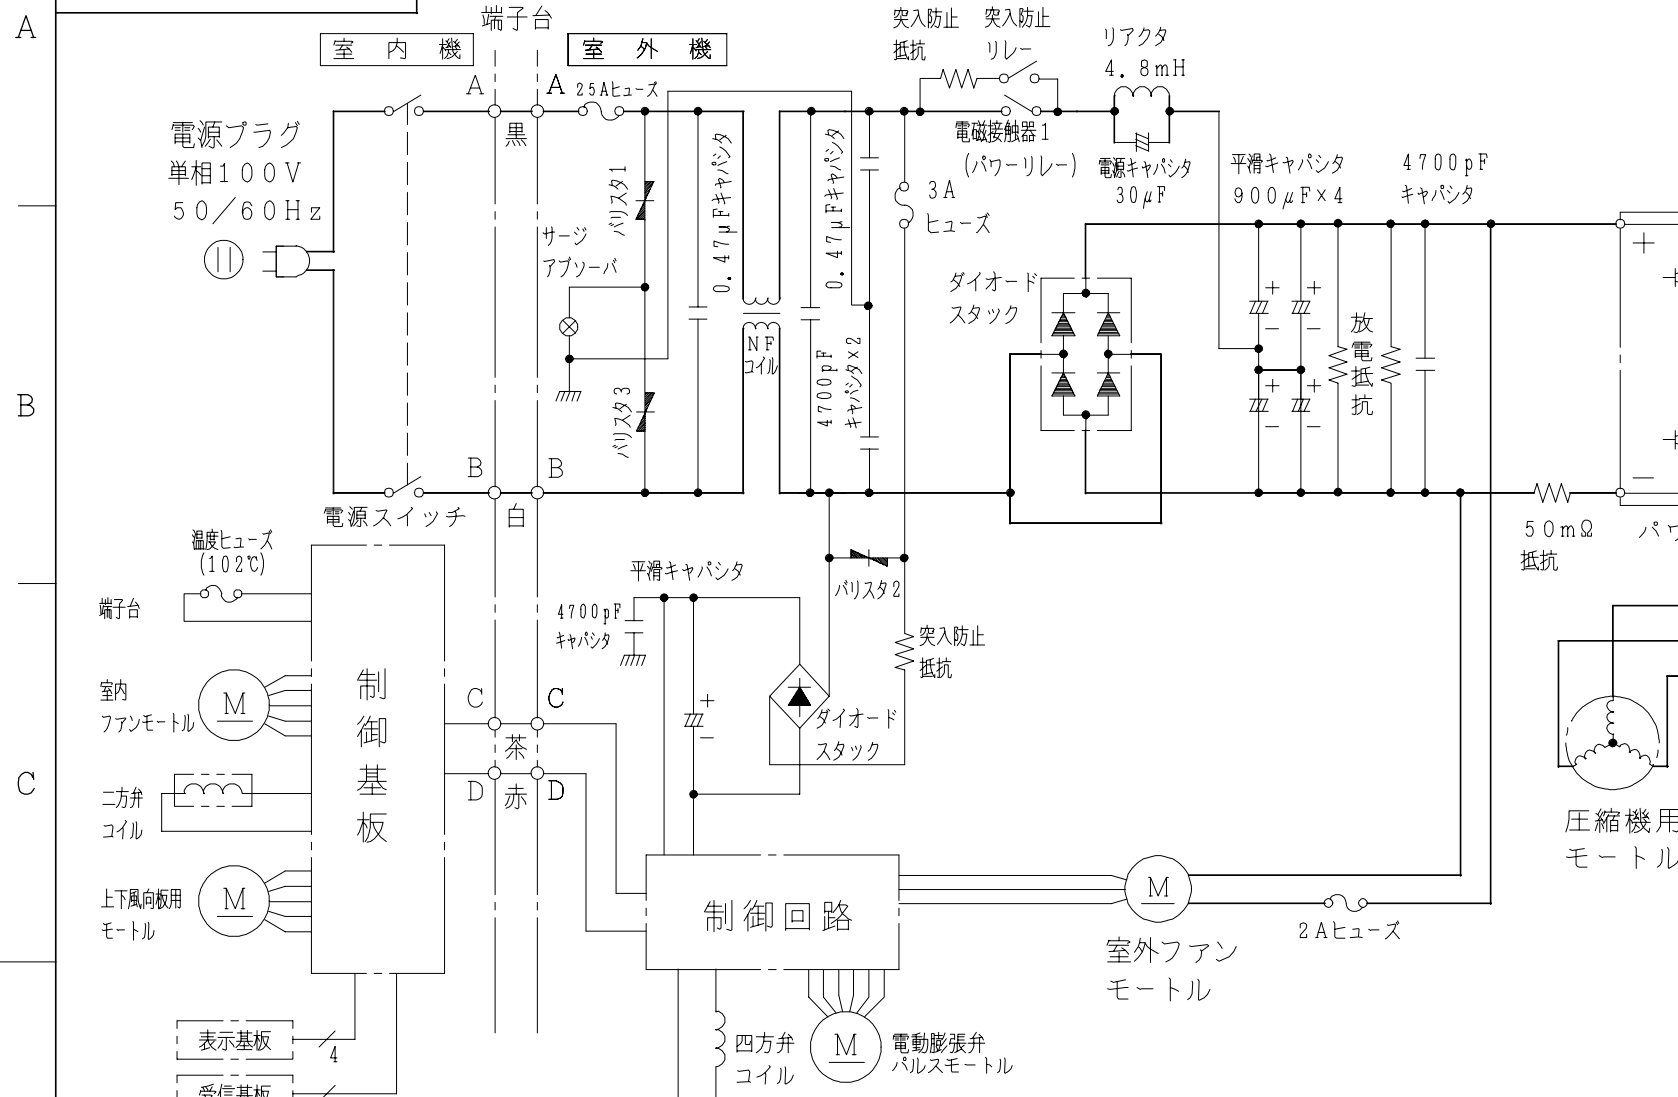 A
B
C
端子台
室内機
室外機
A
A
25Aヒューズ
黒
電源プラグ
単相100V
50/60Hz
バリスタ1
サージ
アブソーバ
バリスタ3
0.47μFキャパシタ
NF
コイル
0.47μFキャパシタ
4700pF
キャパシタ×2
突入防止
抵抗
突入防止
リレー
電磁接触器1
(パワーリレー)
リアクタ
4.8mH
電源キャパシタ
30μF
3A
ヒューズ
平滑キャパシタ
900μF×4
4700pF
キャパシタ
ダイオード
スタック
+
+
−
−
+
+
−
−
放電抵抗
+
−
B
B
電源スイッチ
白
50mΩ
抵抗
パワ
温度ヒューズ
(102℃)
端子台
室内
ファンモートル
M
二方弁
コイル
上下風向板用
モートル
M
制御基板
平滑キャパシタ
4700pF
キャパシタ
+
−
バリスタ2
突入防止
抵抗
ダイオード
スタック
C
C
茶
D
D
赤
制御回路
M
室外ファン
モートル
2Aヒューズ
圧縮機用
モートル
表示基板
4
受信基板
四方弁
コイル
M
電動膨張弁
パルスモートル